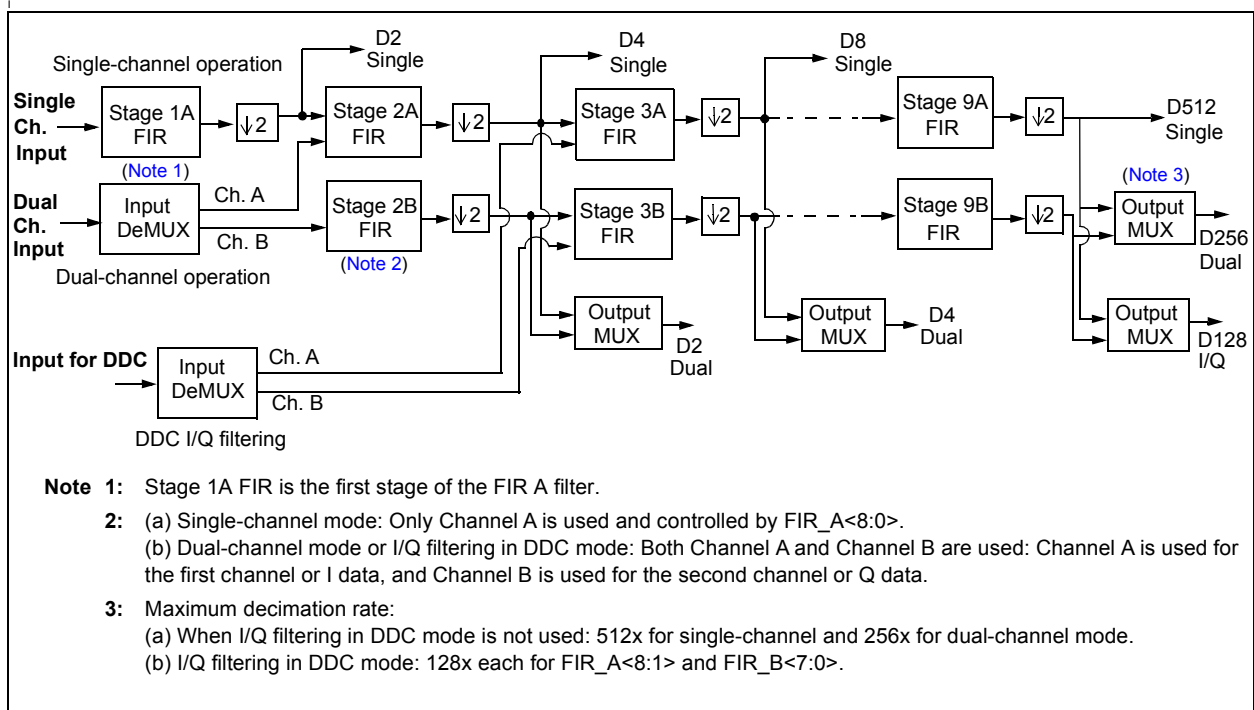 D2
Single
D4
Single
D8
Single
Single-channel operation
Single
Ch.
Input
Stage 1A
FIR
↓2
Stage 2A
FIR
↓2
Stage 3A
FIR
↓2
Stage 9A
FIR
↓2
D512
Single
(Note 1)
(Note 3)
Dual
Ch.
Input
Input
DeMUX
Ch. A
Ch. B
Stage 2B
FIR
↓2
Stage 3B
FIR
↓2
Stage 9B
FIR
↓2
Output
MUX
D256
Dual
(Note 2)
Dual-channel operation
Output
MUX
D2
Dual
Output
MUX
D4
Dual
Output
MUX
D128
I/Q
Input for DDC
Input
DeMUX
Ch. A
Ch. B
DDC I/Q filtering
Note 1: Stage 1A FIR is the first stage of the FIR A filter.
2: (a) Single-channel mode: Only Channel A is used and controlled by FIR_A<8:0>.
(b) Dual-channel mode or I/Q filtering in DDC mode: Both Channel A and Channel B are used: Channel A is used for
the first channel or I data, and Channel B is used for the second channel or Q data.
3: Maximum decimation rate:
(a) When I/Q filtering in DDC mode is not used: 512x for single-channel and 256x for dual-channel mode.
(b) I/Q filtering in DDC mode: 128x each for FIR_A<8:1> and FIR_B<7:0>.